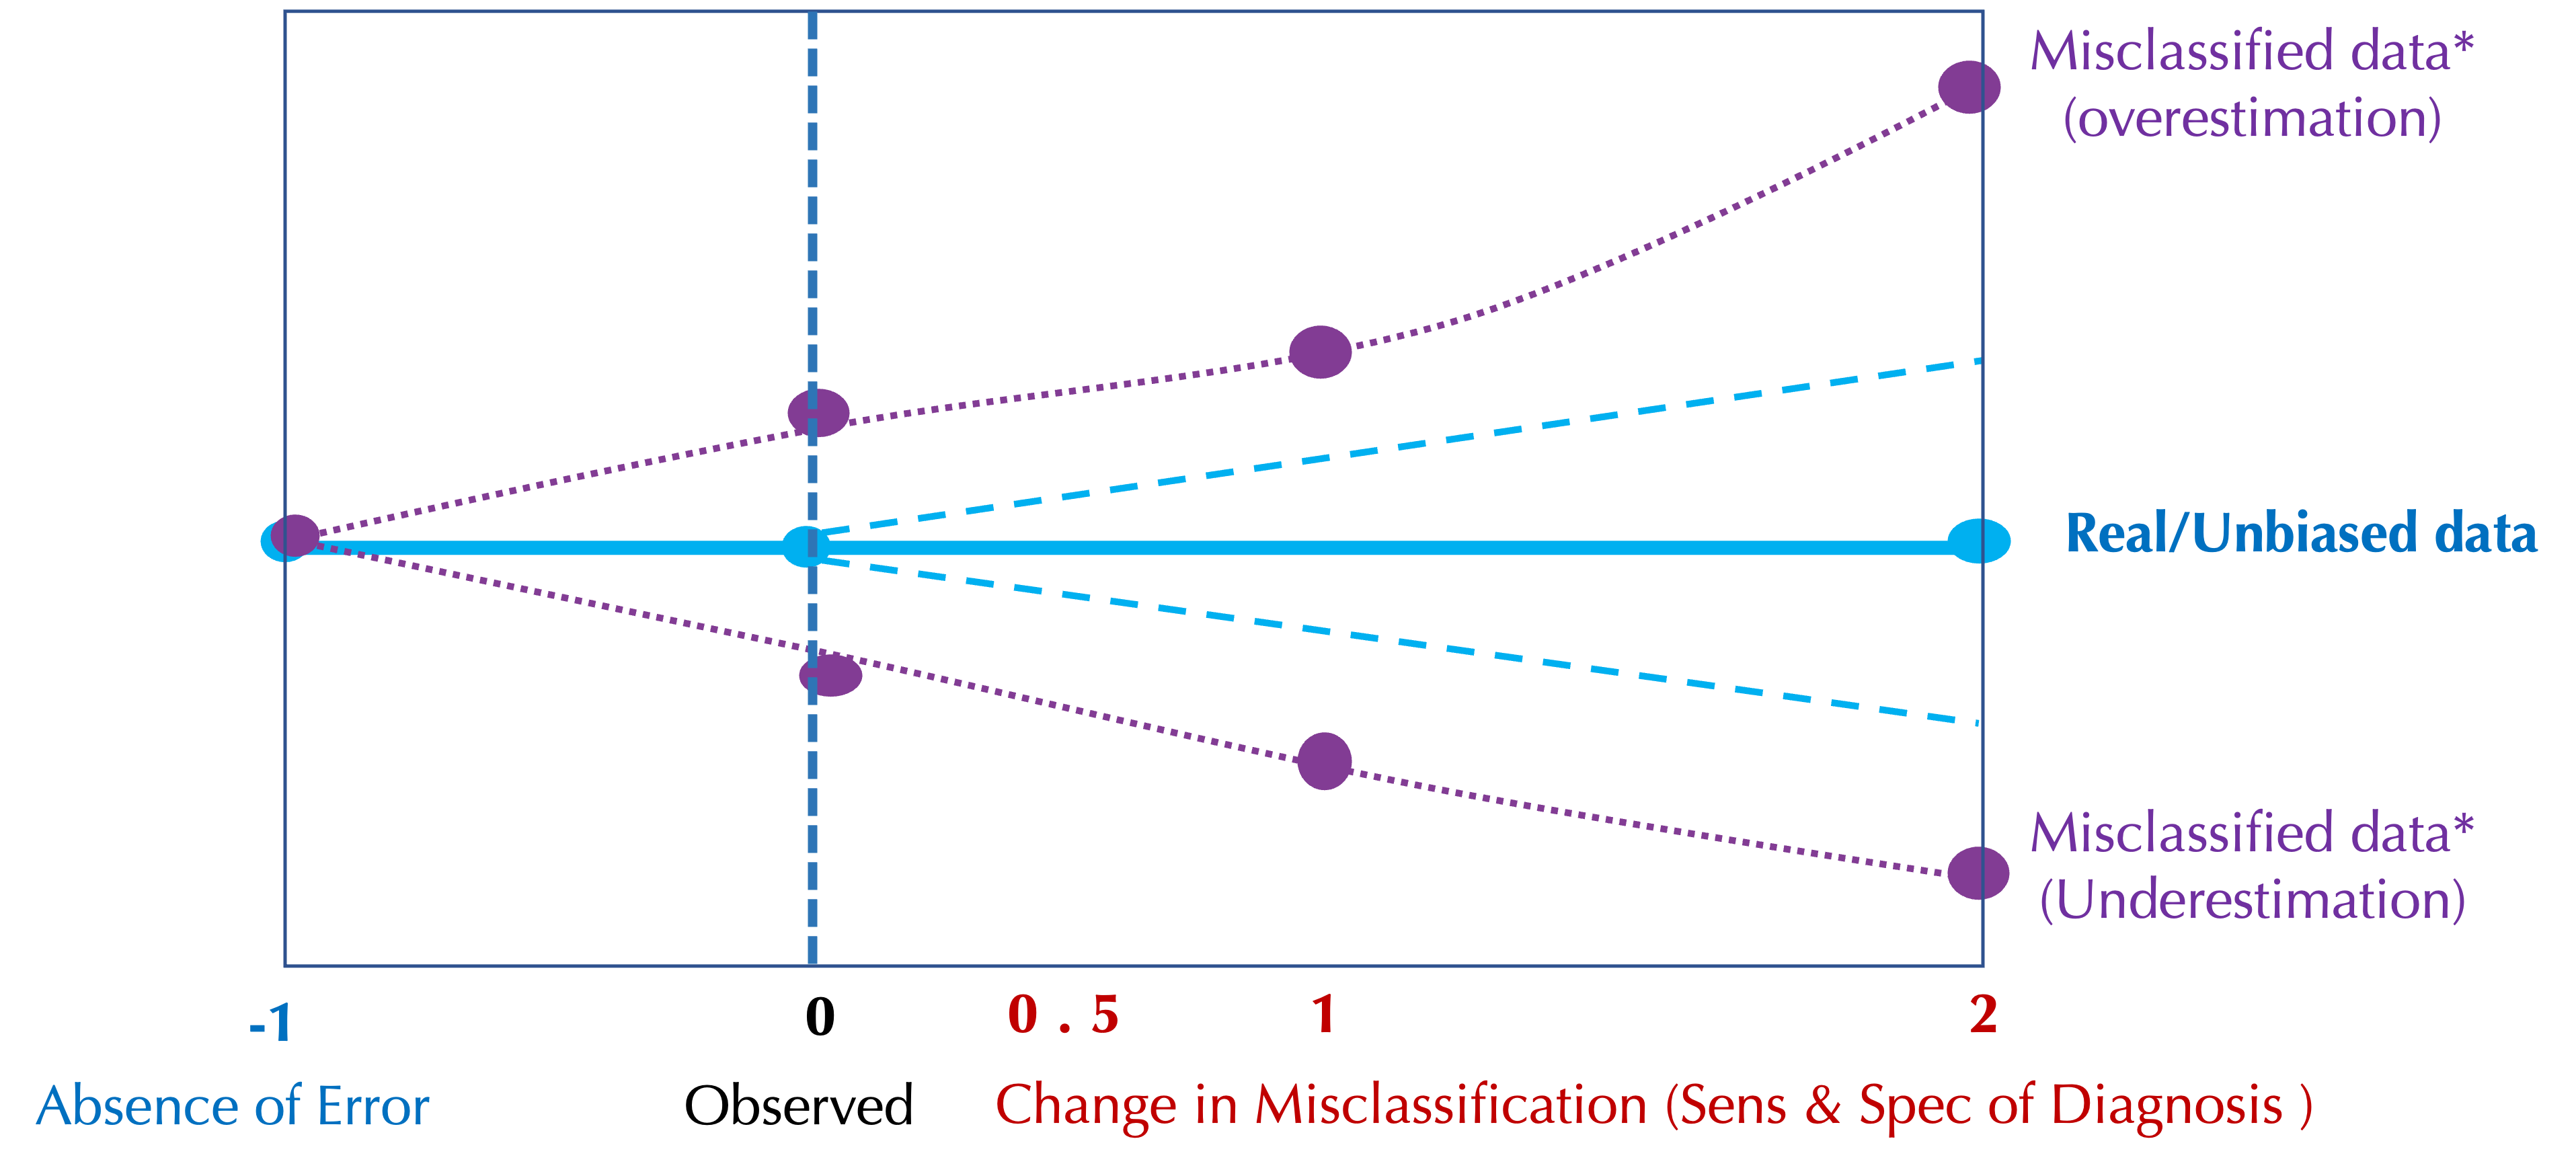 Misclassified data*
(overestimation)
Real/Unbiased data
Misclassified data*
(Underestimation)
-1 0 0 . 5 1 2
Absence of Error Observed Change in Misclassification (Sens & Spec of Diagnosis )